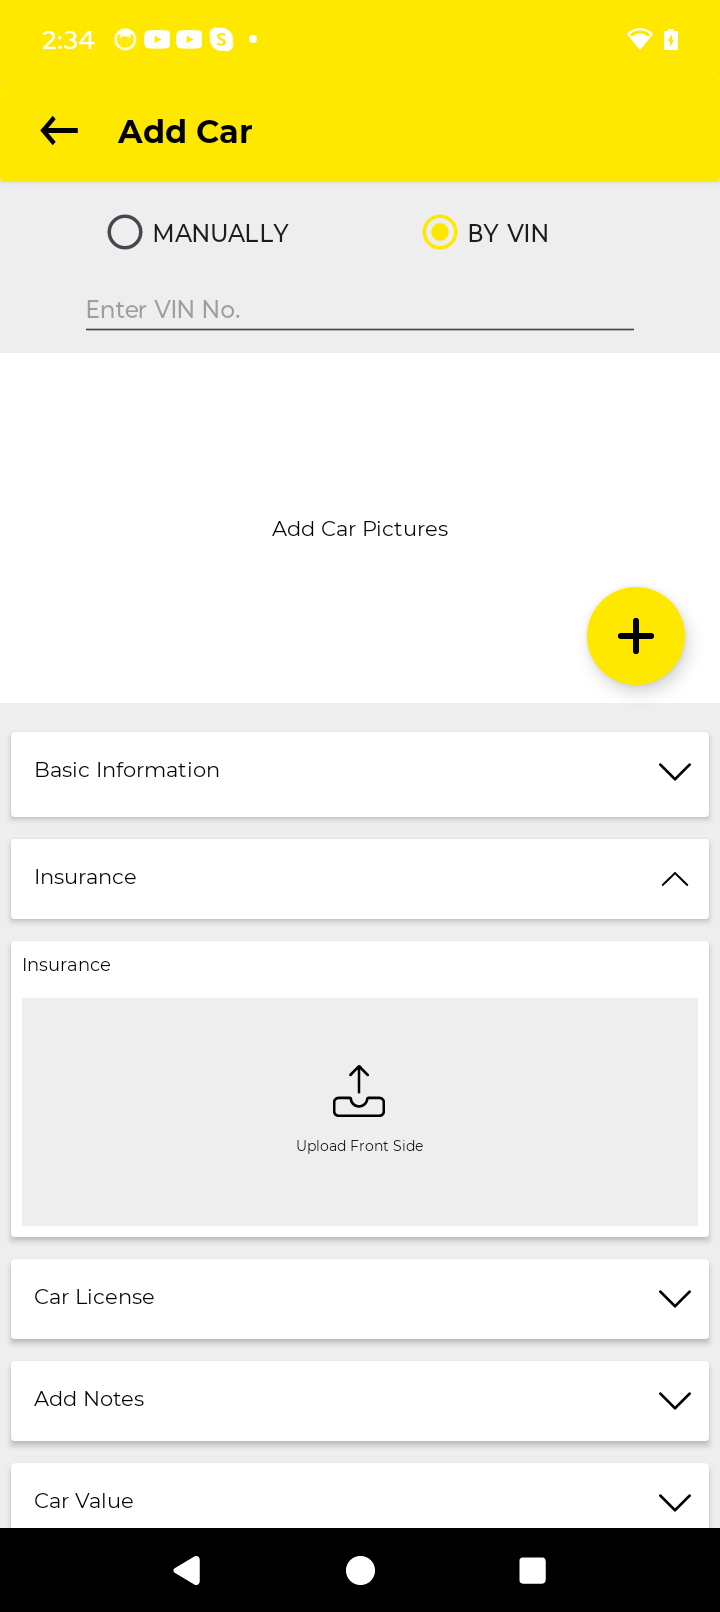 2:34
Add Car
MANUALLY
BY VIN
Enter VIN No.
Add Car Pictures
Basic Information
Insurance
Insurance
Upload Front Side
Car License
Add Notes
Car Value